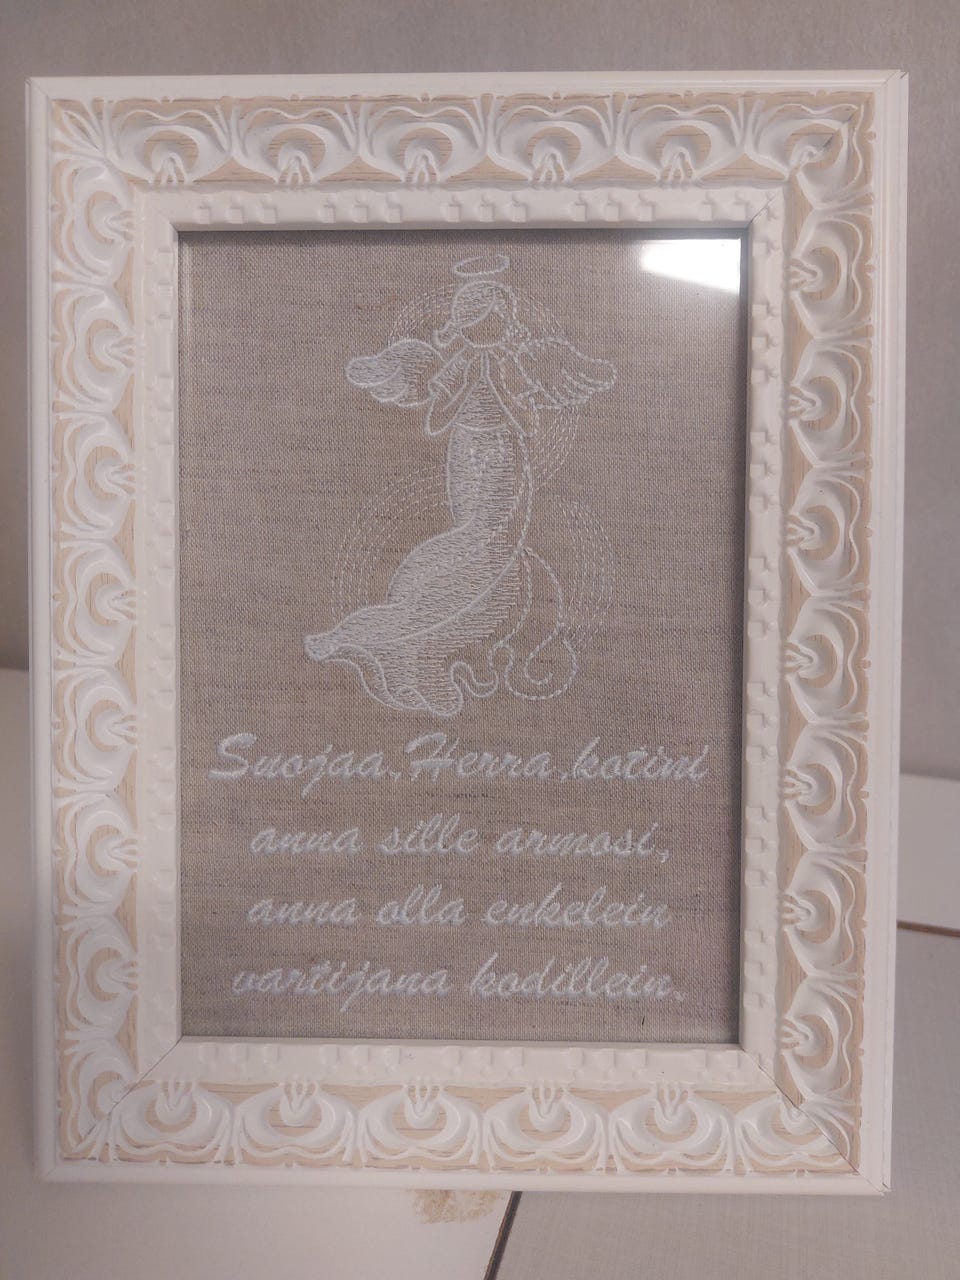 Suojaa, Herra, kotini
anna sille armosi,
anna olla enkelein
vartijana kodillein.